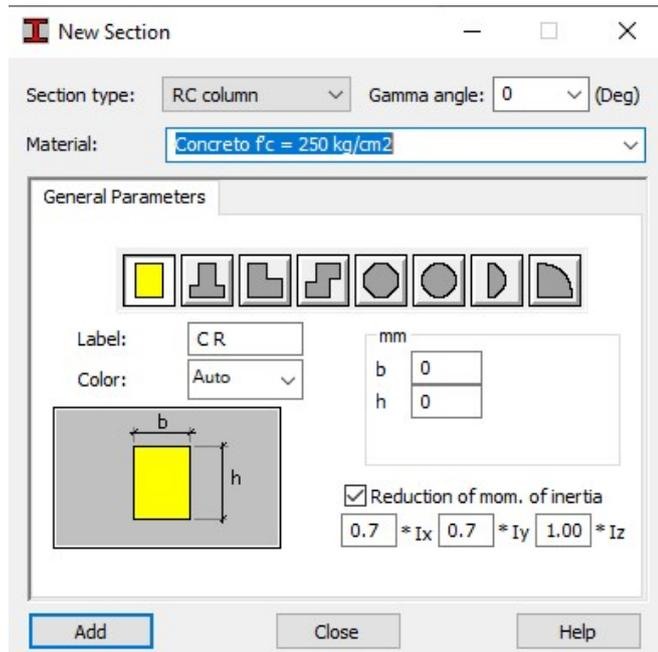 New Section
Section type: RC column Gamma angle: 0 (Deg)
Material: Concreto f'c = 250 kg/cm2
General Parameters
Label: C R
Color: Auto
mm
b 0
h 0
b
h
Reduction of mom. of inertia
0.7 * Ix 0.7 * Iy 1.00 * Iz
Add Close Help